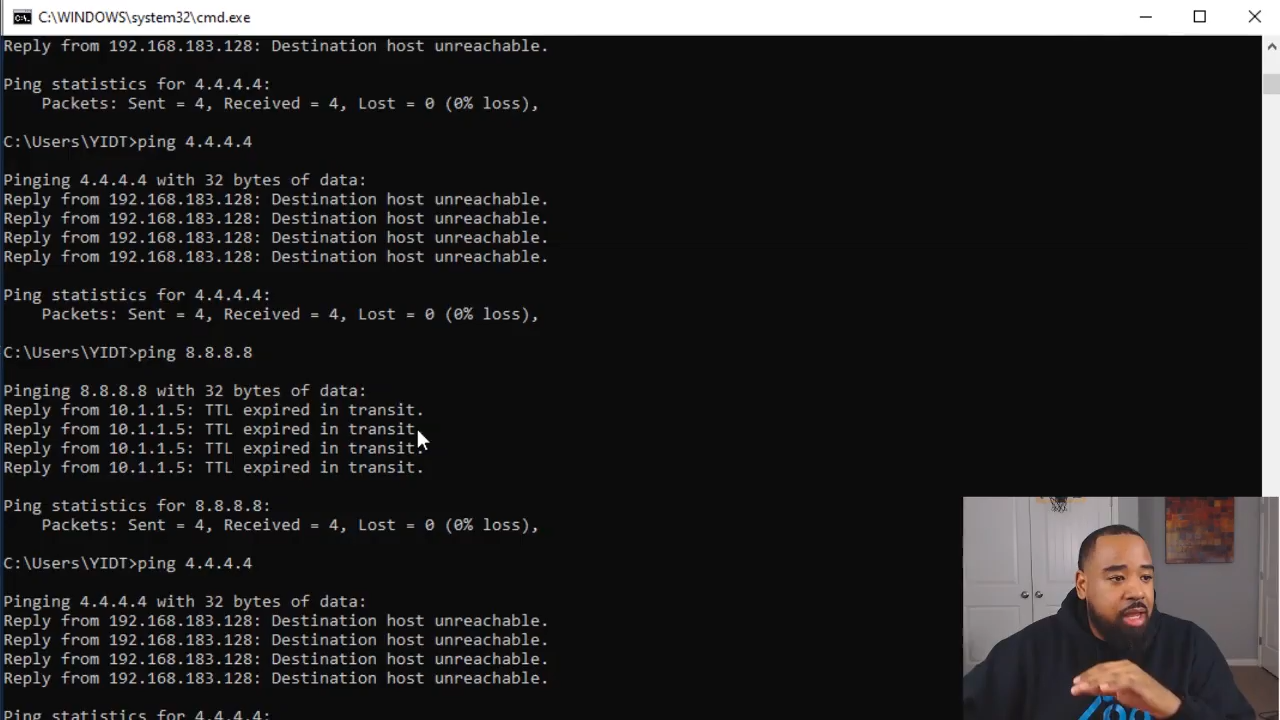 C:\WINDOWS\system32\cmd.exe
Reply from 192.168.183.128: Destination host unreachable.
Ping statistics for 4.4.4.4:
Packets: Sent = 4, Received = 4, Lost = 0 (0% loss),
C:\Users\YIDT>ping 4.4.4.4
Pinging 4.4.4.4 with 32 bytes of data:
Reply from 192.168.183.128: Destination host unreachable.
Reply from 192.168.183.128: Destination host unreachable.
Reply from 192.168.183.128: Destination host unreachable.
Reply from 192.168.183.128: Destination host unreachable.
Ping statistics for 4.4.4.4:
Packets: Sent = 4, Received = 4, Lost = 0 (0% loss),
C:\Users\YIDT>ping 8.8.8.8
Pinging 8.8.8.8 with 32 bytes of data:
Reply from 10.1.1.5: TTL expired in transit.
Reply from 10.1.1.5: TTL expired in transit.
Reply from 10.1.1.5: TTL expired in transit.
Reply from 10.1.1.5: TTL expired in transit.
Ping statistics for 8.8.8.8:
Packets: Sent = 4, Received = 4, Lost = 0 (0% loss),
C:\Users\YIDT>ping 4.4.4.4
Pinging 4.4.4.4 with 32 bytes of data:
Reply from 192.168.183.128: Destination host unreachable.
Reply from 192.168.183.128: Destination host unreachable.
Reply from 192.168.183.128: Destination host unreachable.
Reply from 192.168.183.128: Destination host unreachable.
Ping statistics for 4.4.4.4: